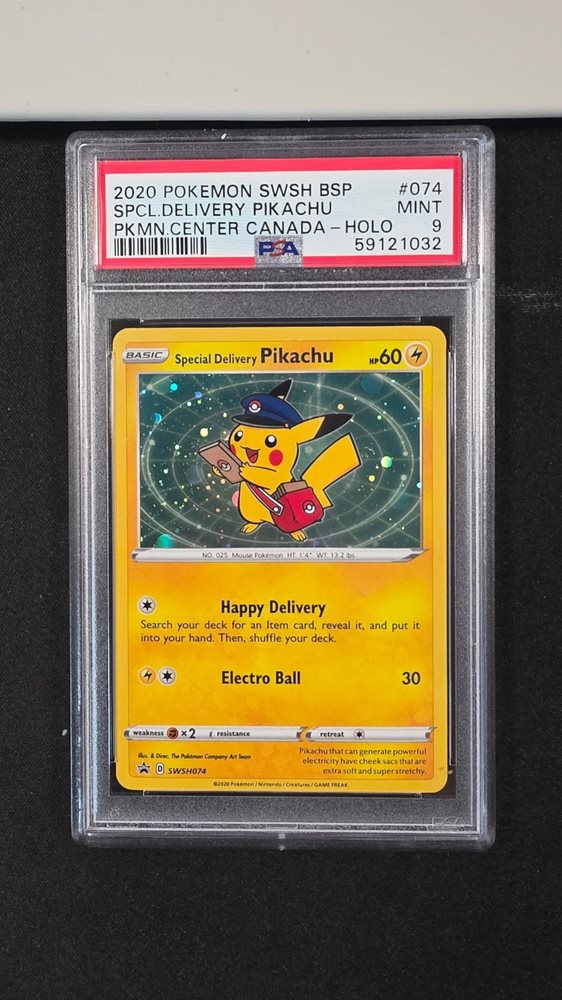 2020 POKEMON SWSH BSP #074
SPCL.DELIVERY PIKACHU MINT
PKMN.CENTER CANADA-HOLO 9
PSA 59121032
BASIC Special Delivery Pikachu HP60
NO. 025 Mouse Pokémon HT: 1'4" WT: 13.2 lbs
Happy Delivery
Search your deck for an Item card, reveal it, and put it
into your hand. Then, shuffle your deck.
Electro Ball 30
weakness ×2 resistance retreat
Illus. & Direc. The Pokémon Company Art Team
Pikachu that can generate powerful
electricity have cheek sacs that are
extra soft and super stretchy.
D SWSH074
©2020 Pokémon / Nintendo / Creatures / GAME FREAK
PSA